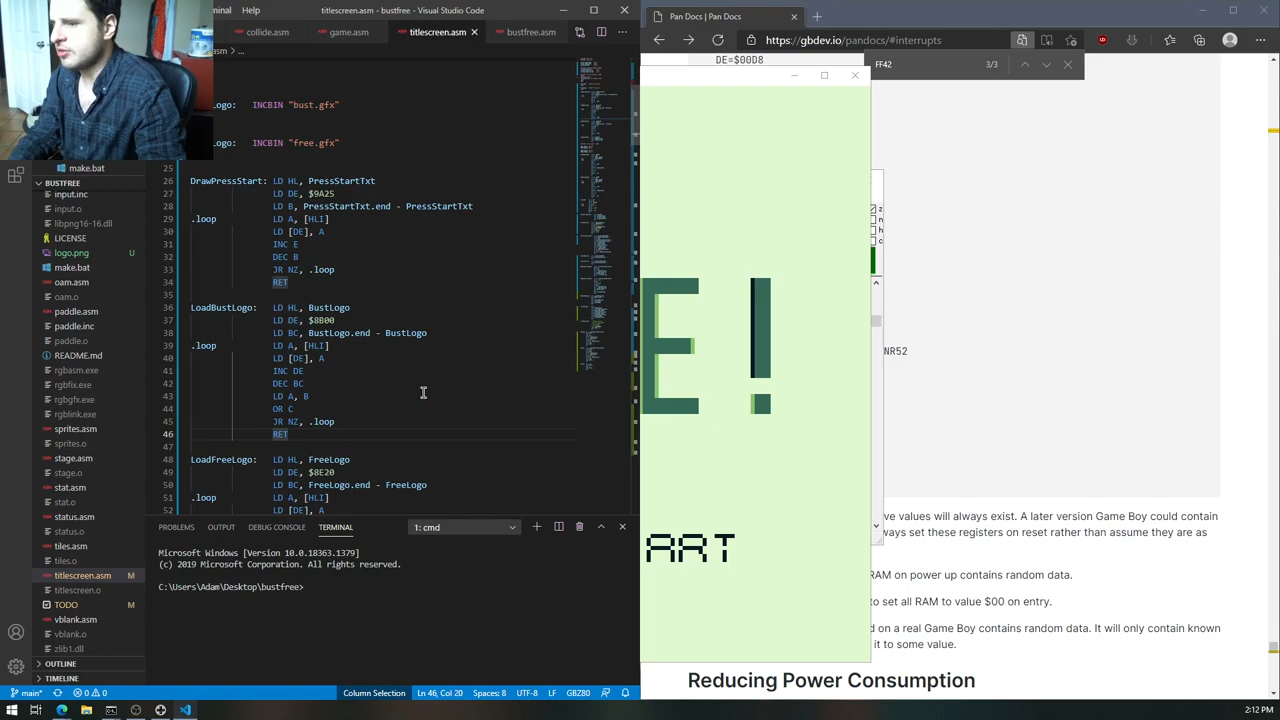 rminal Help
titlescreen.asm - bustfree - Visual Studio Code
collide.asm
game.asm
titlescreen.asm
bustfree.asm
asm > ...
Logo: INCBIN "bust.gfx"
Logo: INCBIN "free.gfx"
25
26 DrawPressStart: LD HL, PressStartTxt
27 LD DE, $9A25
28 LD B, PressStartTxt.end - PressStartTxt
29 .loop LD A, [HLI]
30 LD [DE], A
31 INC E
32 DEC B
33 JR NZ, .loop
34 RET
35
36 LoadBustLogo: LD HL, BustLogo
37 LD DE, $8B00
38 LD BC, BustLogo.end - BustLogo
39 .loop LD A, [HLI]
40 LD [DE], A
41 INC DE
42 DEC BC
43 LD A, B
44 OR C
45 JR NZ, .loop
46 RET
47
48 LoadFreeLogo: LD HL, FreeLogo
49 LD DE, $8E20
50 LD BC, FreeLogo.end - FreeLogo
51 .loop LD A, [HLI]
52 LD [DE], A
make.bat
BUSTFREE
input.inc
input.o
libpng16-16.dll
LICENSE
logo.png U
make.bat
oam.asm
oam.o
paddle.asm
paddle.inc
paddle.o
README.md
rgbasm.exe
rgbfix.exe
rgbgfx.exe
rgblink.exe
sprites.asm
sprites.o
stage.asm
stage.o
stat.asm
stat.o
status.asm
status.o
tiles.asm
tiles.o
titlescreen.asm M
titlescreen.o
TODO M
vblank.asm
vblank.o
zlib1.dll
OUTLINE
TIMELINE
PROBLEMS OUTPUT DEBUG CONSOLE TERMINAL
1: cmd
Microsoft Windows [Version 10.0.18363.1379]
(c) 2019 Microsoft Corporation. All rights reserved.
C:\Users\Adam\Desktop\bustfree>
main* 0 0 Column Selection Ln 46, Col 20 Spaces: 8 UTF-8 LF GBZ80
Pan Docs | Pan Docs
https://gbdev.io/pandocs/#interrupts
FF42 3/3
DE=$00D8
E!
ART
z
n
h
c
NR52
ve values will always exist. A later version Game Boy could contain
ways set these registers on reset rather than assume they are as
RAM on power up contains random data.
to set all RAM to value $00 on entry.
d on a real Game Boy contains random data. It will only contain known
it to some value.
Reducing Power Consumption
2:12 PM